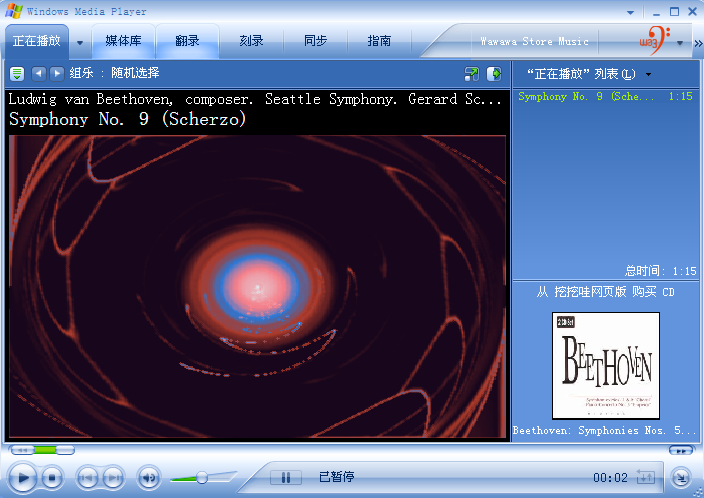 Windows Media Player
正在播放 媒体库 翻录 刻录 同步 指南 Wawawa Store Music
组乐 : 随机选择
“正在播放”列表(L)
Ludwig van Beethoven, composer. Seattle Symphony. Gerard Sc...
Symphony No. 9 (Scherzo)
Symphony No. 9 (Sche... 1:15
总时间: 1:15
从 挖挖哇网页版 购买 CD
2 CD-Set
BEETHOVEN
Beethoven: Symphonies Nos. 5...
已暂停 00:02